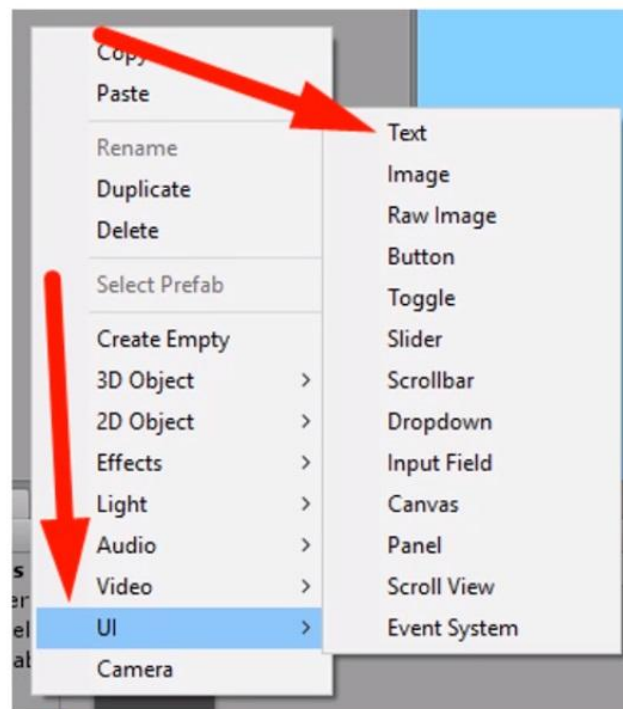 Copy
Paste
Rename
Duplicate
Delete
Select Prefab
Create Empty
3D Object
2D Object
Effects
Light
Audio
Video
UI
Camera
Text
Image
Raw Image
Button
Toggle
Slider
Scrollbar
Dropdown
Input Field
Canvas
Panel
Scroll View
Event System